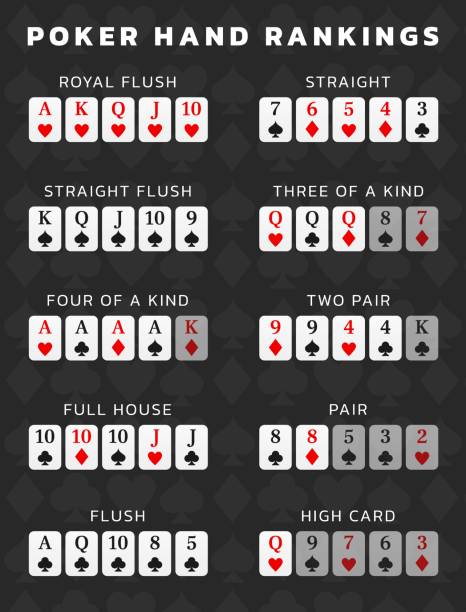 POKER HAND RANKINGS
ROYAL FLUSH
A K Q J 10
STRAIGHT FLUSH
K Q J 10 9
FOUR OF A KIND
A A A A K
FULL HOUSE
10 10 10 J J
FLUSH
A Q 10 8 5
STRAIGHT
7 6 5 4 3
THREE OF A KIND
Q Q Q 8 7
TWO PAIR
9 9 4 4 K
PAIR
8 8 5 3 2
HIGH CARD
Q 9 7 6 3